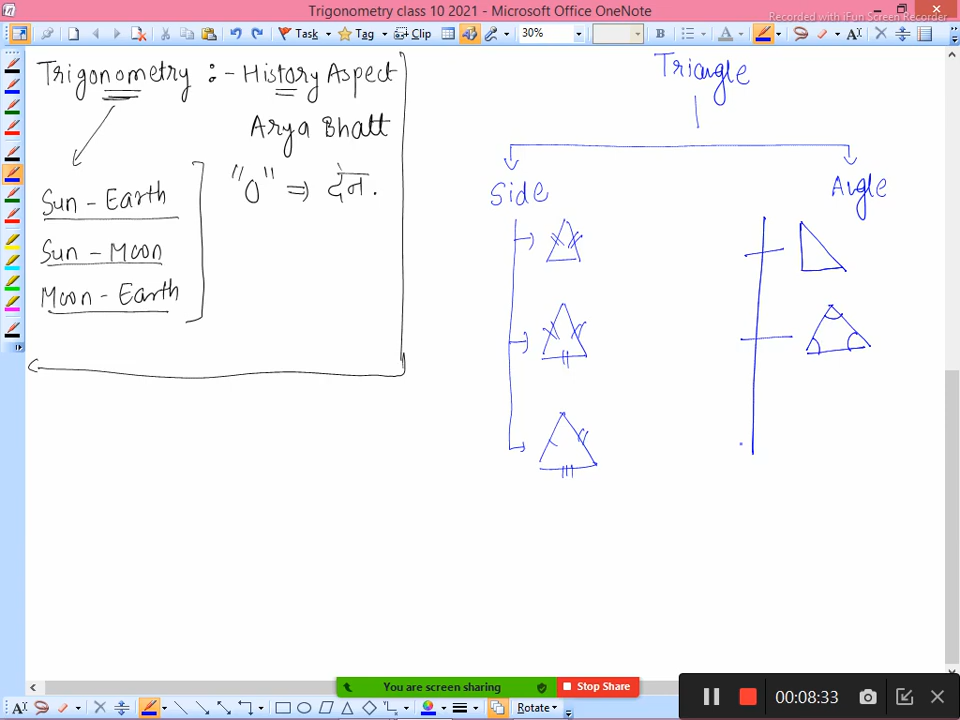 Trigonometry class 10 2021 - Microsoft Office OneNote
Recorded with iFun Screen Recorder
Task
Tag
Clip
30%
B
A
Trigonometry :- History Aspect
Arya Bhatt
"0" ⇒ देन.
Sun - Earth
Sun - Moon
Moon - Earth
Triangle
Side
Angle
You are screen sharing
Stop Share
Rotate
00:08:33